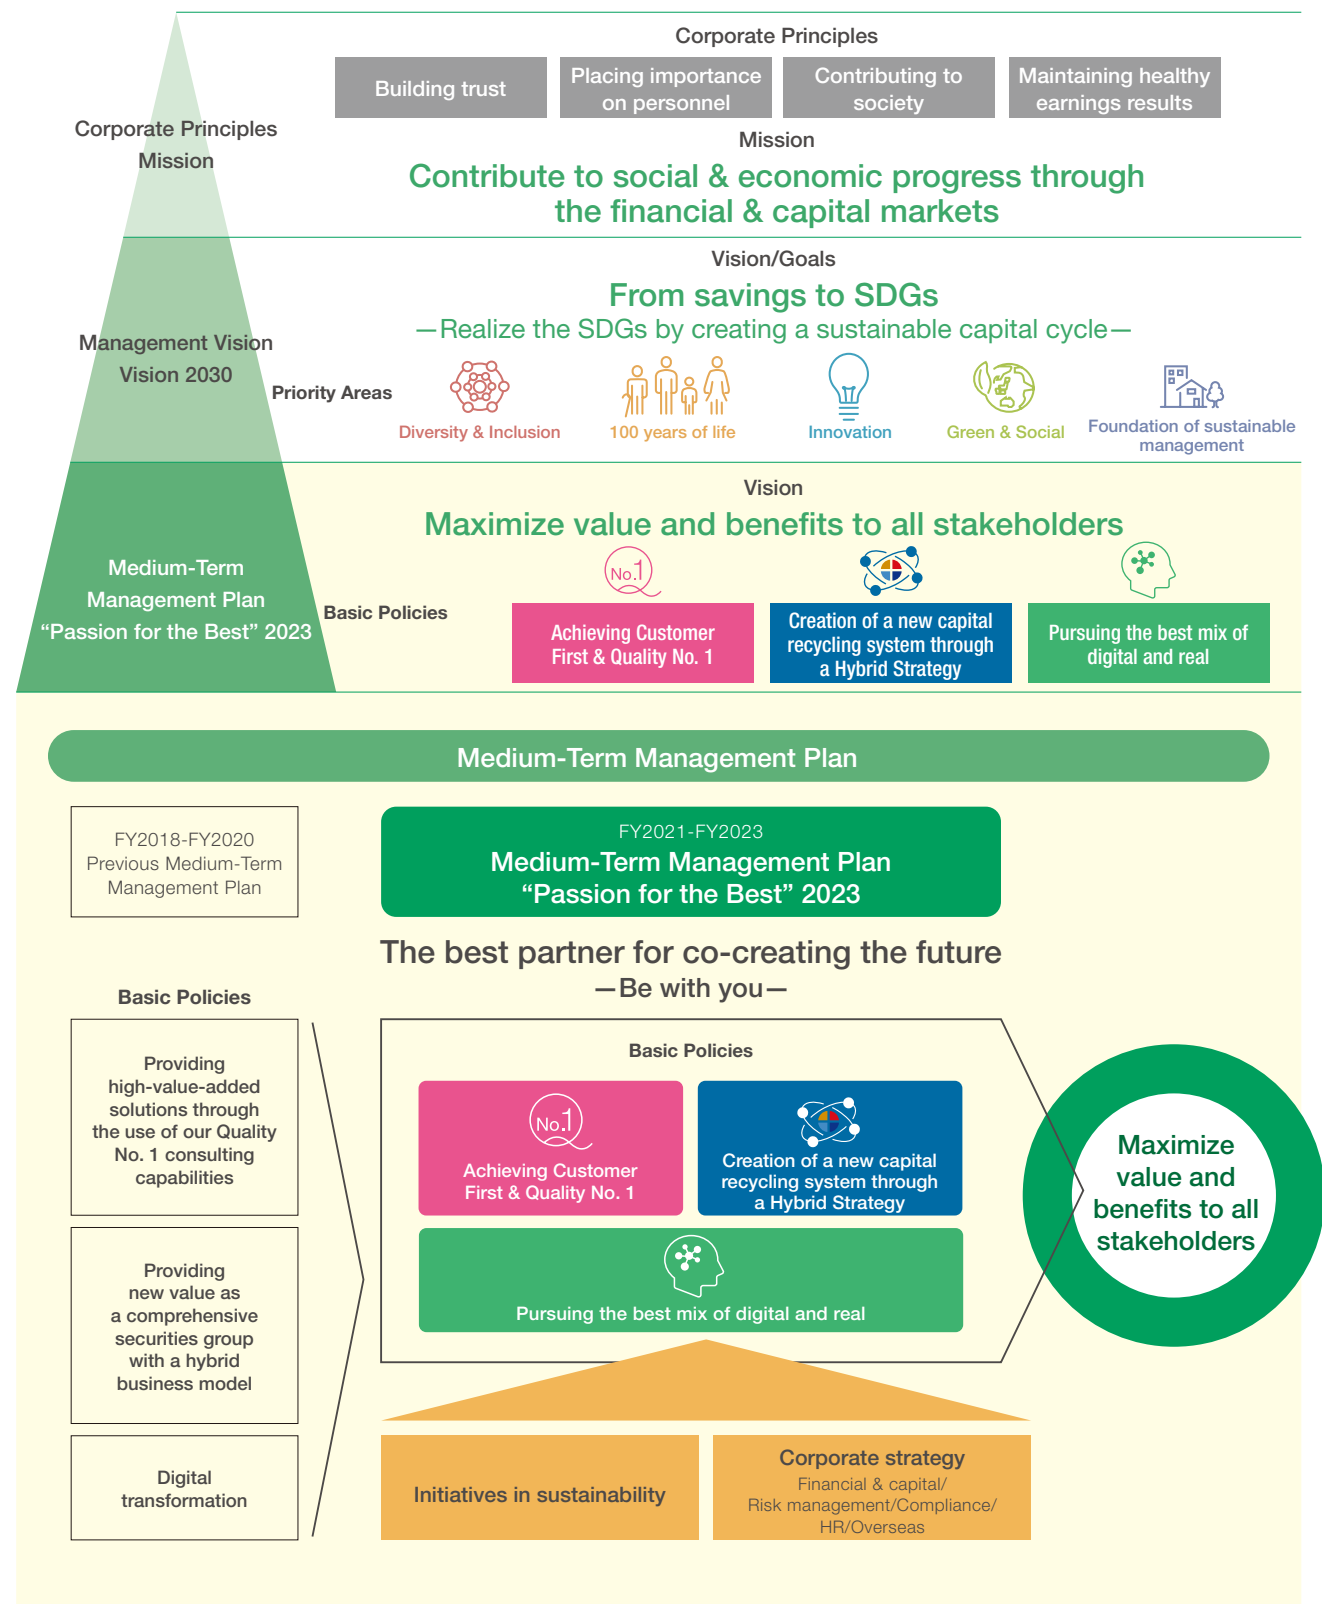 Corporate Principles
Building trust
Placing importance
on personnel
Contributing to
society
Maintaining healthy
earnings results
Corporate Principles
Mission
Mission
Contribute to social & economic progress through
the financial & capital markets
Vision/Goals
From savings to SDGs
—Realize the SDGs by creating a sustainable capital cycle—
Management Vision
Vision 2030
Priority Areas
Diversity & Inclusion
100 years of life
Innovation
Green & Social
Foundation of sustainable
management
Vision
Maximize value and benefits to all stakeholders
Medium-Term
Management Plan
“Passion for the Best” 2023
Basic Policies
No.1
Achieving Customer
First & Quality No. 1
Creation of a new capital
recycling system through
a Hybrid Strategy
Pursuing the best mix of
digital and real
Medium-Term Management Plan
FY2018-FY2020
Previous Medium-Term
Management Plan
FY2021-FY2023
Medium-Term Management Plan
“Passion for the Best” 2023
The best partner for co-creating the future
—Be with you—
Basic Policies
Providing
high-value-added
solutions through
the use of our Quality
No. 1 consulting
capabilities
Providing
new value as
a comprehensive
securities group
with a hybrid
business model
Digital
transformation
Basic Policies
No.1
Achieving Customer
First & Quality No. 1
Creation of a new capital
recycling system through
a Hybrid Strategy
Pursuing the best mix of digital and real
Maximize
value and
benefits to all
stakeholders
Initiatives in sustainability
Corporate strategy
Financial & capital/
Risk management/Compliance/
HR/Overseas